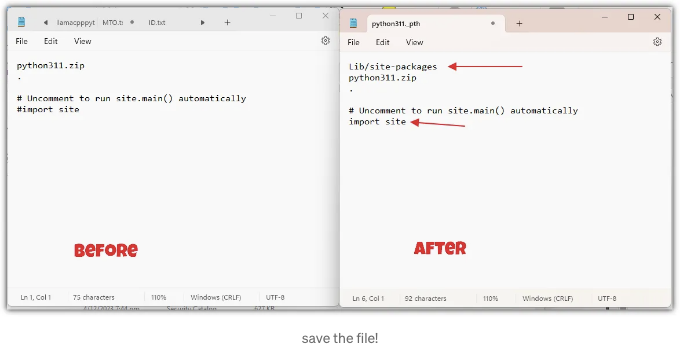 lamacpppyt MTO.t ID.txt
File Edit View
python311.zip
.
# Uncomment to run site.main() automatically
#import site
BEFORE
Ln 1, Col 1 75 characters 110% Windows (CRLF) UTF-8
python311._pth
File Edit View
Lib/site-packages
python311.zip
.
# Uncomment to run site.main() automatically
import site
AFTER
Ln 6, Col 1 92 characters 110% Windows (CRLF) UTF-8
save the file!